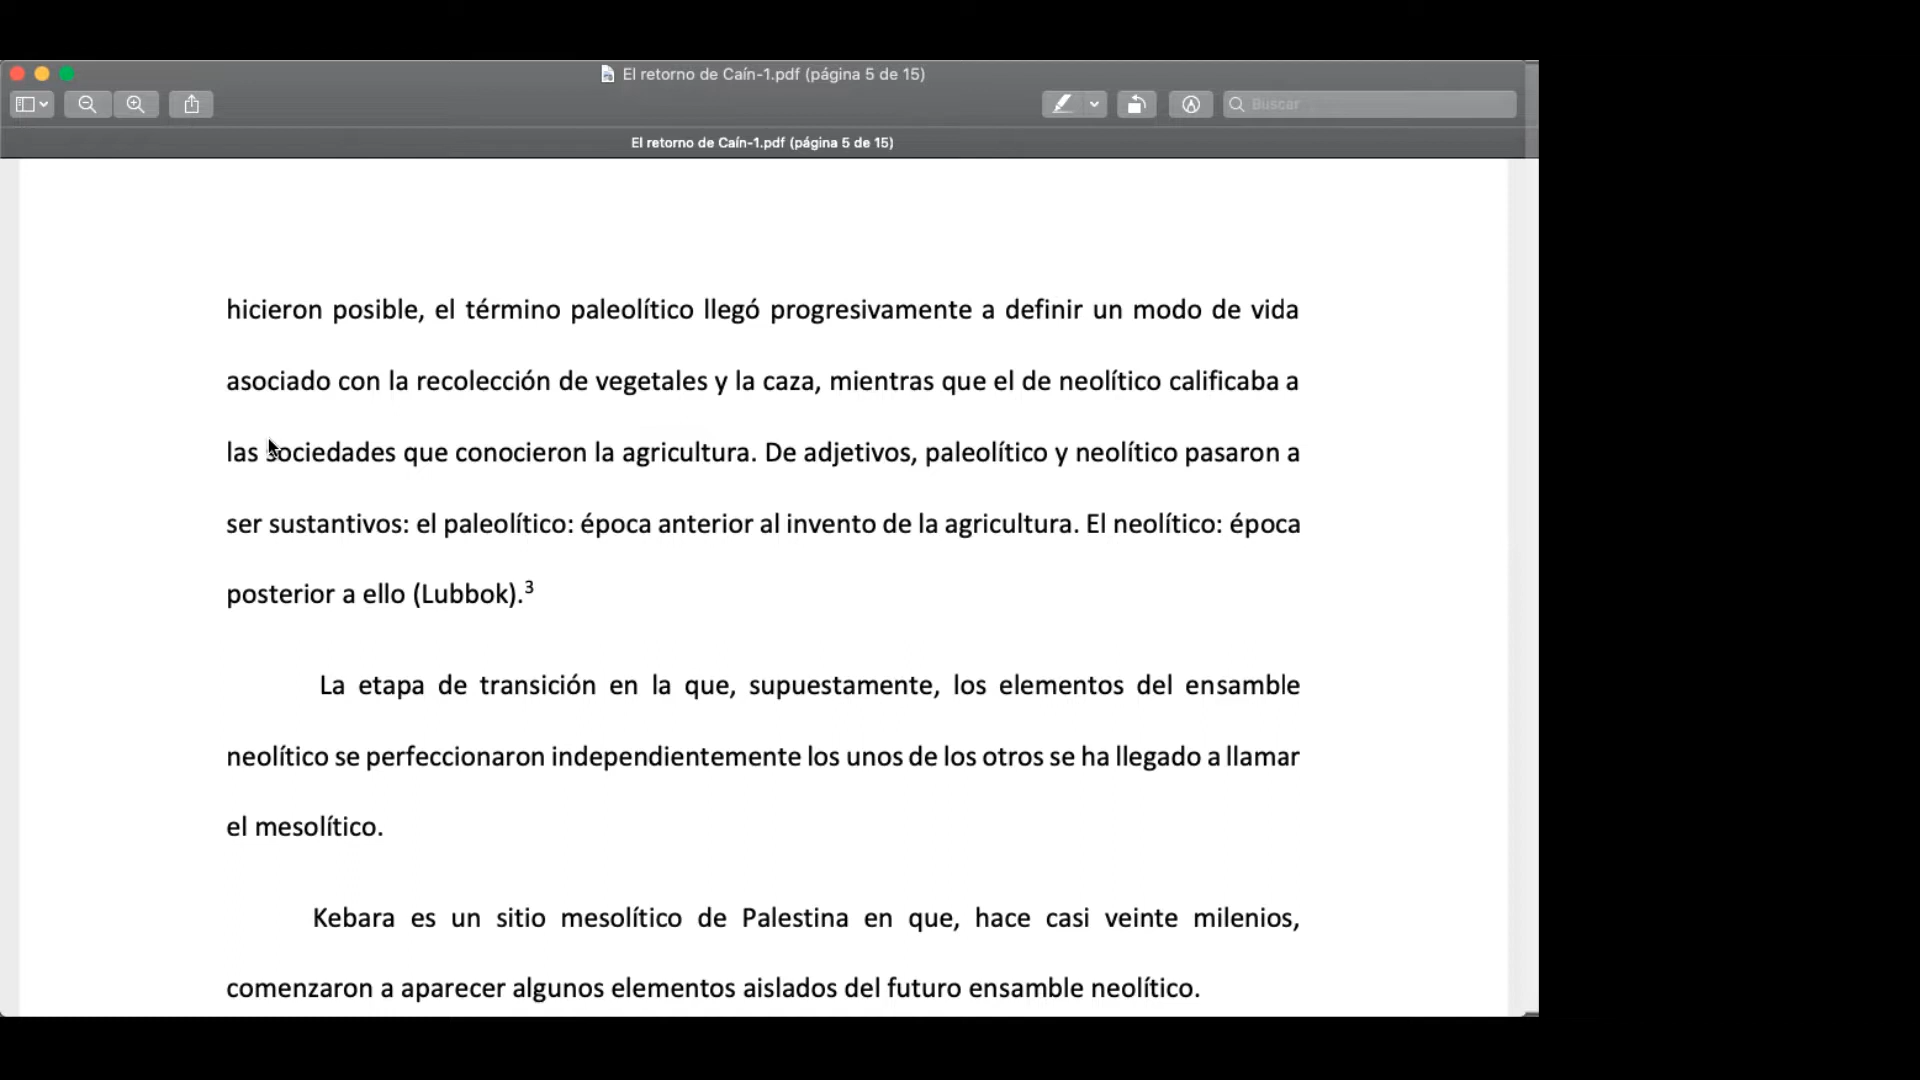 El retorno de Caín-1.pdf (página 5 de 15)
Buscar
El retorno de Caín-1.pdf (página 5 de 15)
hicieron posible, el término paleolítico llegó progresivamente a definir un modo de vida
asociado con la recolección de vegetales y la caza, mientras que el de neolítico calificaba a
las sociedades que conocieron la agricultura. De adjetivos, paleolítico y neolítico pasaron a
ser sustantivos: el paleolítico: época anterior al invento de la agricultura. El neolítico: época
posterior a ello (Lubbok).³
La etapa de transición en la que, supuestamente, los elementos del ensamble
neolítico se perfeccionaron independientemente los unos de los otros se ha llegado a llamar
el mesolítico.
Kebara es un sitio mesolítico de Palestina en que, hace casi veinte milenios,
comenzaron a aparecer algunos elementos aislados del futuro ensamble neolítico.